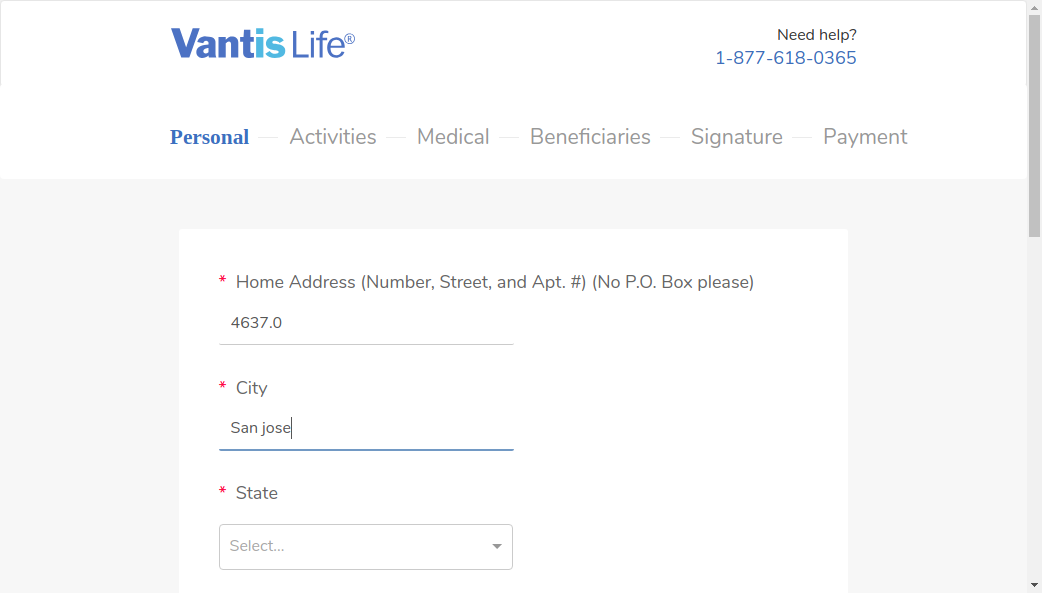 Vantis Life®
Need help?
1-877-618-0365
Personal Activities Medical Beneficiaries Signature Payment
* Home Address (Number, Street, and Apt. #) (No P.O. Box please)
4637.0
* City
San jose
* State
Select...